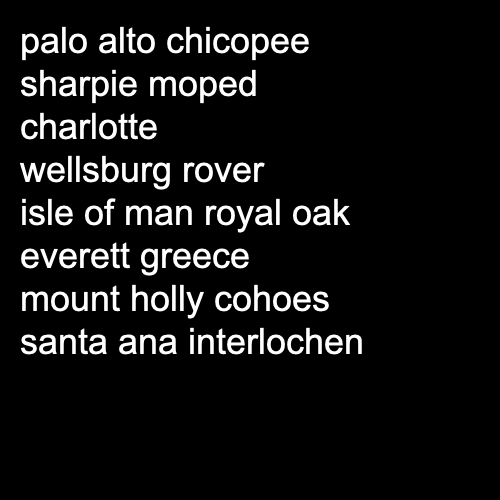 palo alto chicopee
sharpie moped
charlotte
wellsburg rover
isle of man royal oak
everett greece
mount holly cohoes
santa ana interlochen